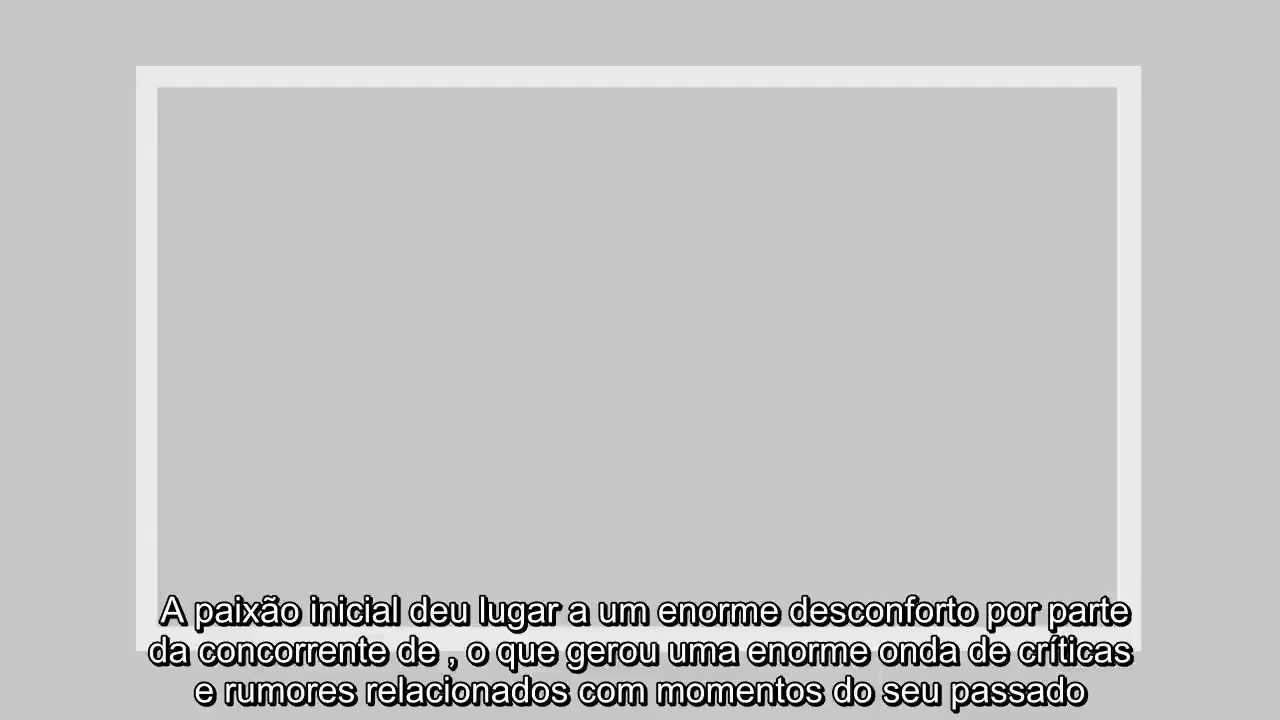 A paixão inicial deu lugar a um enorme desconforto por parte
da concorrente de , o que gerou uma enorme onda de críticas
e rumores relacionados com momentos do seu passado